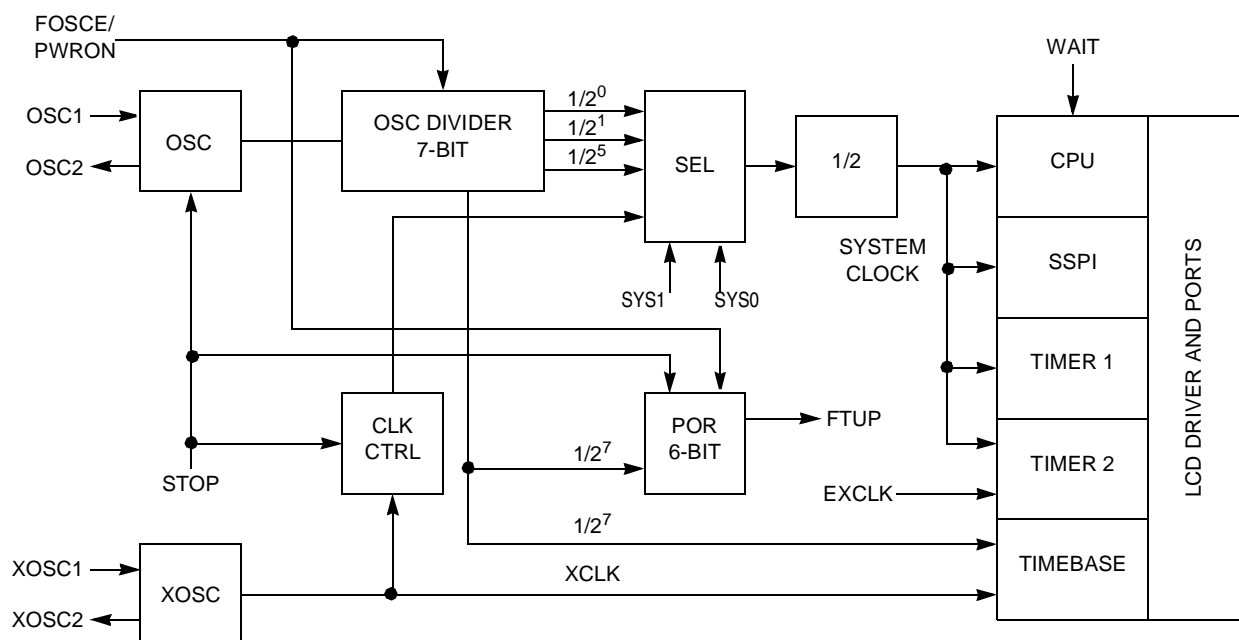 FOSCE/
PWRON
WAIT
OSC1
OSC2
OSC
OSC DIVIDER
7-BIT
1/2⁰
1/2¹
1/2⁵
SEL
1/2
CPU
SYSTEM
CLOCK
SSPI
SYS1
SYS0
TIMER 1
CLK
CTRL
POR
6-BIT
FTUP
TIMER 2
STOP
1/2⁷
EXCLK
1/2⁷
TIMEBASE
XOSC1
XOSC2
XOSC
XCLK
LCD DRIVER AND PORTS